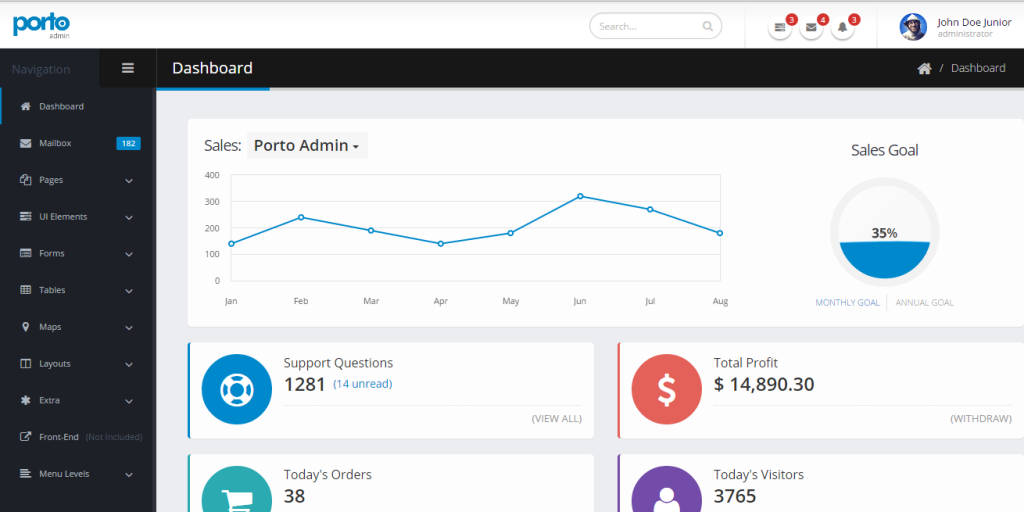 porto
admin
Search...
3
4
3
John Doe Junior
administrator
Navigation
Dashboard
/ Dashboard
Dashboard
Mailbox 182
Pages
UI Elements
Forms
Tables
Maps
Layouts
Extra
Front-End (Not Included)
Menu Levels
Sales: Porto Admin
400
300
200
100
0
Jan Feb Mar Apr May Jun Jul Aug
Sales Goal
35%
MONTHLY GOAL ANNUAL GOAL
Support Questions
1281 (14 unread)
(VIEW ALL)
Total Profit
$ 14,890.30
(WITHDRAW)
Today's Orders
38
Today's Visitors
3765